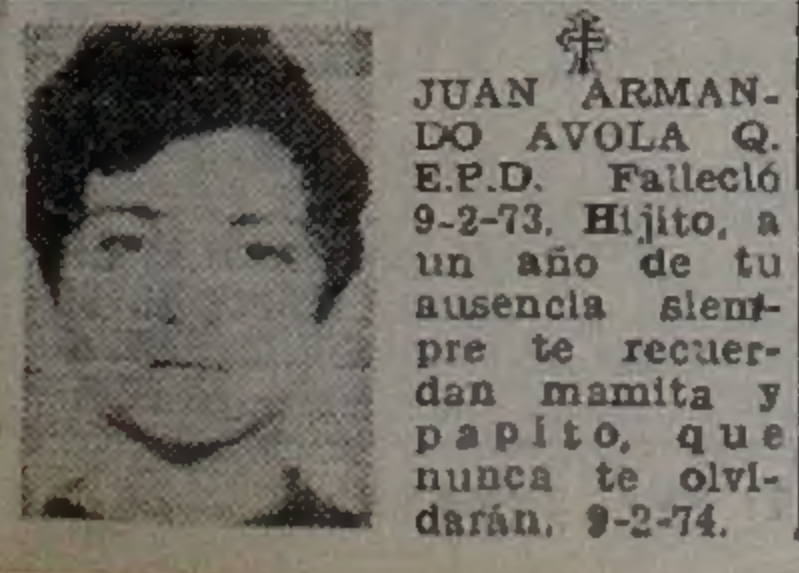 JUAN ARMAN-
DO AVOLA Q.
E.P.D. Falleció
9-2-73. Hijito, a
un año de tu
ausencia siem-
pre te recuer-
dan mamita y
papito, que
nunca te olvi-
darán. 9-2-74.